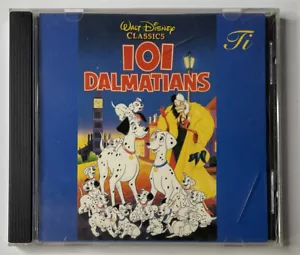 WALT DISNEY
CLASSICS
101
DALMATIANS
Ti